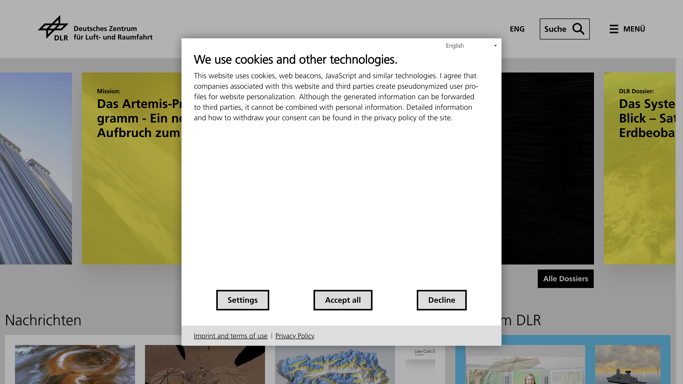 Deutsches Zentrum
für Luft- und Raumfahrt
DLR
ENG
Suche
MENÜ
English
We use cookies and other technologies.
This website uses cookies, web beacons, JavaScript and similar technologies. I agree that
companies associated with this website and third parties create pseudonymized user pro-
files for website personalization. Although the generated information can be forwarded
to third parties, it cannot be combined with personal information. Detailed information
and how to withdraw your consent can be found in the privacy policy of the site.
Mission:
Das Artemis-P
gramm - Ein n
Aufbruch zum
DLR Dossier:
Das Syste
Blick – Sat
Erdbeoba
Alle Dossiers
Settings
Accept all
Decline
Imprint and terms of use | Privacy Policy
Nachrichten
m DLR